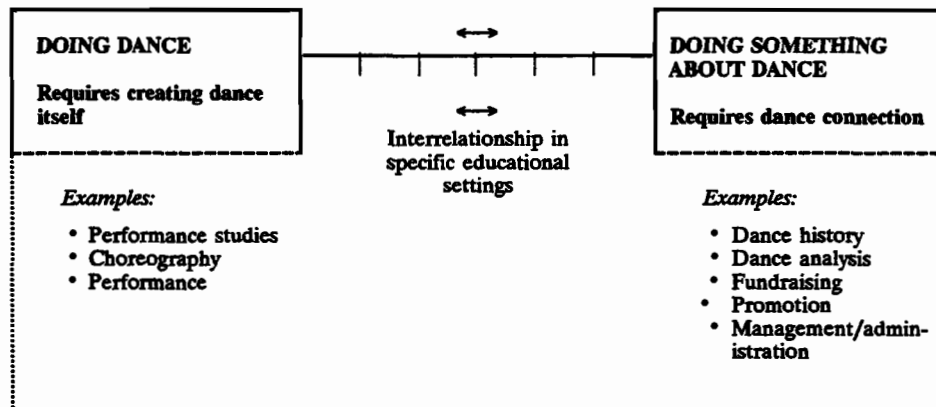 DOING DANCE
Requires creating dance
itself
Interrelationship in
specific educational
settings
DOING SOMETHING
ABOUT DANCE
Requires dance connection
Examples:
• Performance studies
• Choreography
• Performance
Examples:
• Dance history
• Dance analysis
• Fundraising
• Promotion
• Management/admin-
istration